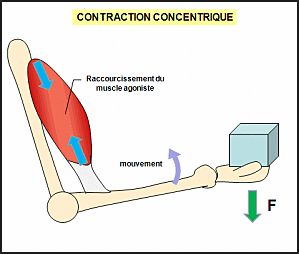 CONTRACTION CONCENTRIQUE
Raccourcissement du
muscle agoniste
mouvement
F